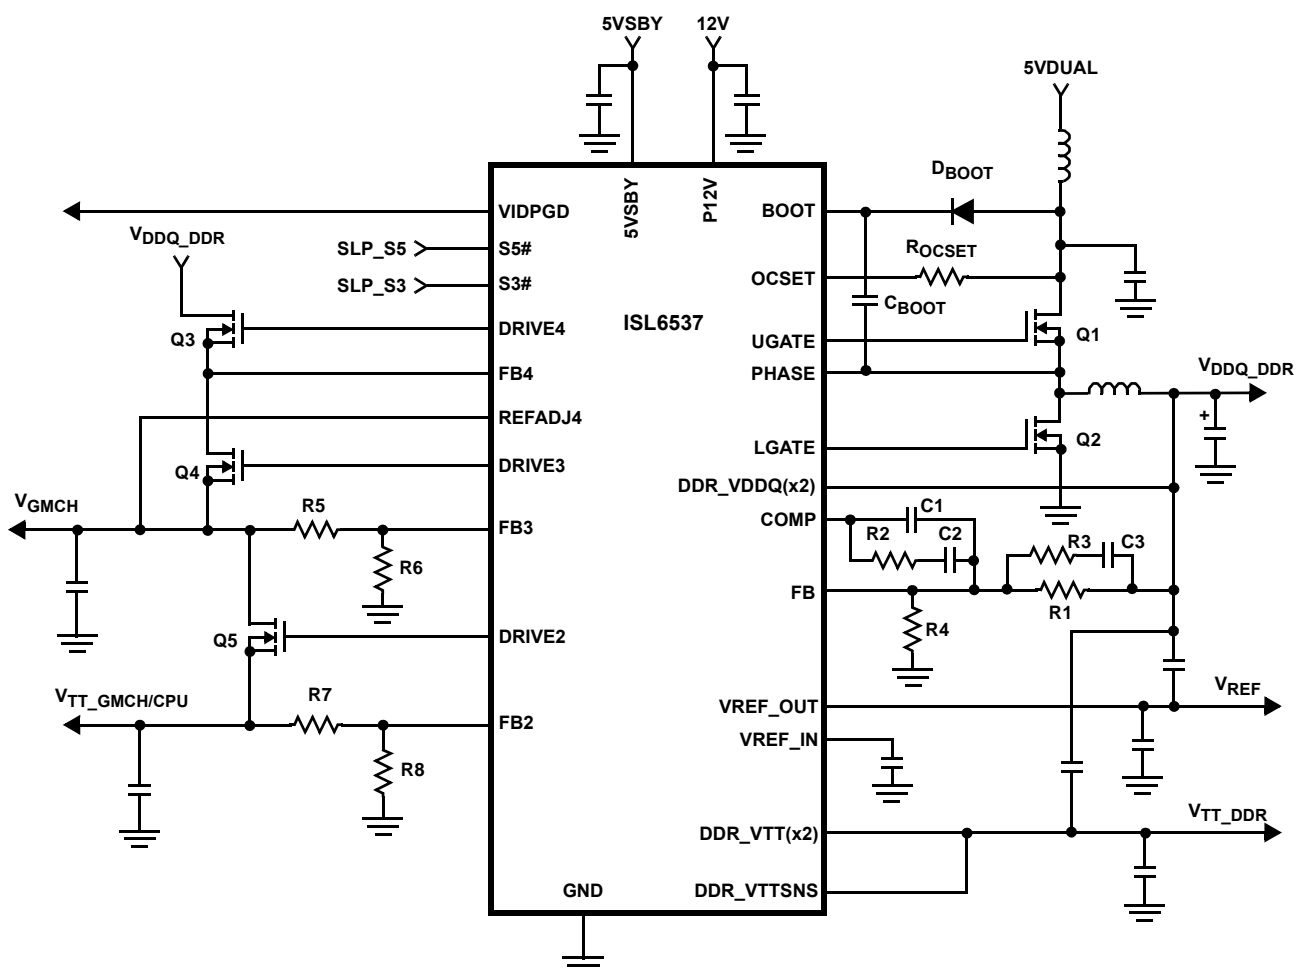 5VSBY 12V
5VDUAL
DBOOT
VIDPGD 5VSBY P12V BOOT
VDDQ_DDR
SLP_S5 S5# ROCSET
SLP_S3 S3# OCSET
CBOOT
ISL6537
Q3 DRIVE4 UGATE Q1
FB4 PHASE VDDQ_DDR
REFADJ4 +
Q4 DRIVE3 LGATE Q2
DDR_VDDQ(x2)
VGMCH R5 FB3 COMP C1
R2 C2 R3 C3
R6 FB R1
Q5 DRIVE2 R4
VTT_GMCH/CPU R7 FB2 VREF_OUT VREF
VREF_IN
R8
DDR_VTT(x2) VTT_DDR
GND DDR_VTTSNS